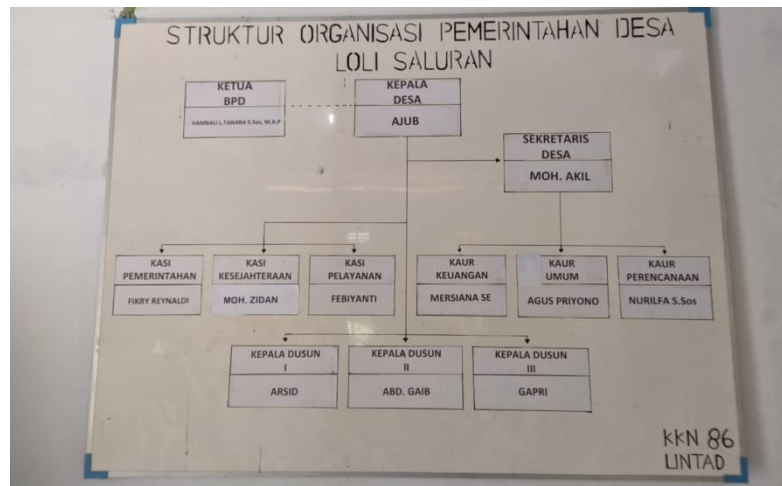 STRUKTUR ORGANISASI PEMERINTAHAN DESA
LOLI SALURAN
KETUA
BPD
HAMBALI L.TANARA S.Sos, M.A.P
KEPALA
DESA
AJUB
SEKRETARIS
DESA
MOH. AKIL
KASI
PEMERINTAHAN
FIKRY REYNALDI
KASI
KESEJAHTERAAN
MOH. ZIDAN
KASI
PELAYANAN
FEBIYANTI
KAUR
KEUANGAN
MERSIANA SE
KAUR
UMUM
AGUS PRIYONO
KAUR
PERENCANAAN
NURILFA S.Sos
KEPALA DUSUN
I
ARSID
KEPALA DUSUN
II
ABD. GAIB
KEPALA DUSUN
III
GAPRI
KKN 86
UNTAD